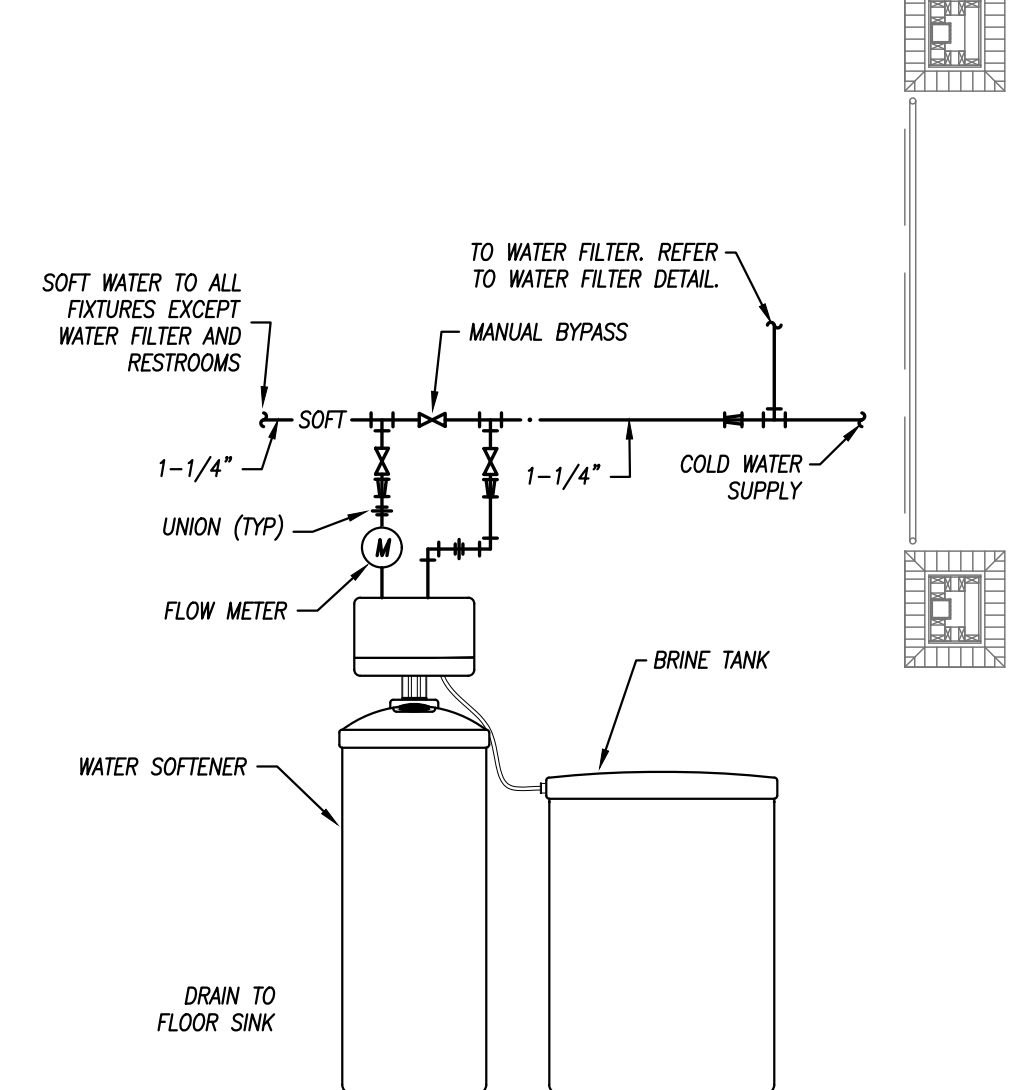 TO WATER FILTER. REFER
TO WATER FILTER DETAIL.
SOFT WATER TO ALL
FIXTURES EXCEPT
WATER FILTER AND
RESTROOMS
MANUAL BYPASS
SOFT
1-1/4"
1-1/4"
COLD WATER
SUPPLY
UNION (TYP)
M
FLOW METER
BRINE TANK
WATER SOFTENER
DRAIN TO
FLOOR SINK